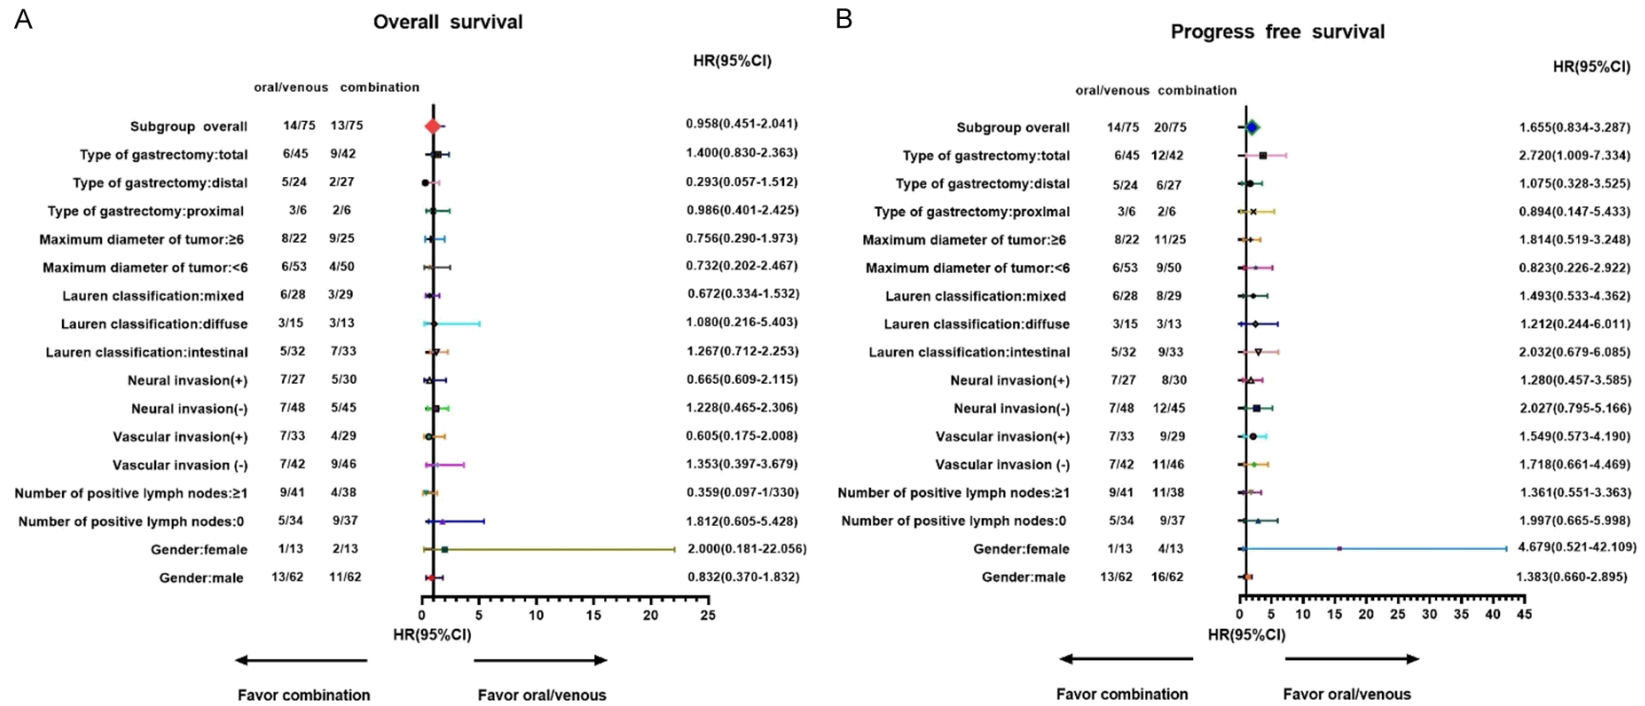 A
Overall survival
HR(95%CI)
oral/venous combination
Subgroup overall 14/75 13/75 0.958(0.451-2.041)
Type of gastrectomy:total 6/45 9/42 1.400(0.830-2.363)
Type of gastrectomy:distal 5/24 2/27 0.293(0.057-1.512)
Type of gastrectomy:proximal 3/6 2/6 0.986(0.401-2.425)
Maximum diameter of tumor:≥6 8/22 9/25 0.756(0.290-1.973)
Maximum diameter of tumor:<6 6/53 4/50 0.732(0.202-2.467)
Lauren classification:mixed 6/28 3/29 0.672(0.334-1.532)
Lauren classification:diffuse 3/15 3/13 1.080(0.216-5.403)
Lauren classification:intestinal 5/32 7/33 1.267(0.712-2.253)
Neural invasion(+) 7/27 5/30 0.665(0.609-2.115)
Neural invasion(-) 7/48 5/45 1.228(0.465-2.306)
Vascular invasion(+) 7/33 4/29 0.605(0.175-2.008)
Vascular invasion (-) 7/42 9/46 1.353(0.397-3.679)
Number of positive lymph nodes:≥1 9/41 4/38 0.359(0.097-1/330)
Number of positive lymph nodes:0 5/34 9/37 1.812(0.605-5.428)
Gender:female 1/13 2/13 2.000(0.181-22.056)
Gender:male 13/62 11/62 0.832(0.370-1.832)
0 5 10 15 20 25
HR(95%CI)
Favor combination Favor oral/venous
B
Progress free survival
HR(95%CI)
oral/venous combination
Subgroup overall 14/75 20/75 1.655(0.834-3.287)
Type of gastrectomy:total 6/45 12/42 2.720(1.009-7.334)
Type of gastrectomy:distal 5/24 6/27 1.075(0.328-3.525)
Type of gastrectomy:proximal 3/6 2/6 0.894(0.147-5.433)
Maximum diameter of tumor:≥6 8/22 11/25 1.814(0.519-3.248)
Maximum diameter of tumor:<6 6/53 9/50 0.823(0.226-2.922)
Lauren classification:mixed 6/28 8/29 1.493(0.533-4.362)
Lauren classification:diffuse 3/15 3/13 1.212(0.244-6.011)
Lauren classification:intestinal 5/32 9/33 2.032(0.679-6.085)
Neural invasion(+) 7/27 8/30 1.280(0.457-3.585)
Neural invasion(-) 7/48 12/45 2.027(0.795-5.166)
Vascular invasion(+) 7/33 9/29 1.549(0.573-4.190)
Vascular invasion (-) 7/42 11/46 1.718(0.661-4.469)
Number of positive lymph nodes:≥1 9/41 11/38 1.361(0.551-3.363)
Number of positive lymph nodes:0 5/34 9/37 1.997(0.665-5.998)
Gender:female 1/13 4/13 4.679(0.521-42.109)
Gender:male 13/62 16/62 1.383(0.660-2.895)
0 5 10 15 20 25 30 35 40 45
HR(95%CI)
Favor combination Favor oral/venous